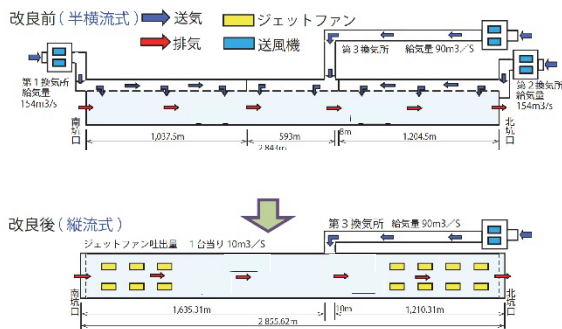 改良前(半横流式)
送気
ジェットファン
排気
送風機
第3換気所 給気量 90m3/S
第1換気所
給気量
154m3/s
第2換気所
給気量
154m3/s
南坑口
北坑口
1,037.5m
593m
8m
1,204.5m
2,843m
改良後(縦流式)
第3換気所 給気量 90m3/S
ジェットファン吐出量 1台当り 10m3/S
南坑口
北坑口
1,635.31m
10m
1,210.31m
2,855.62m